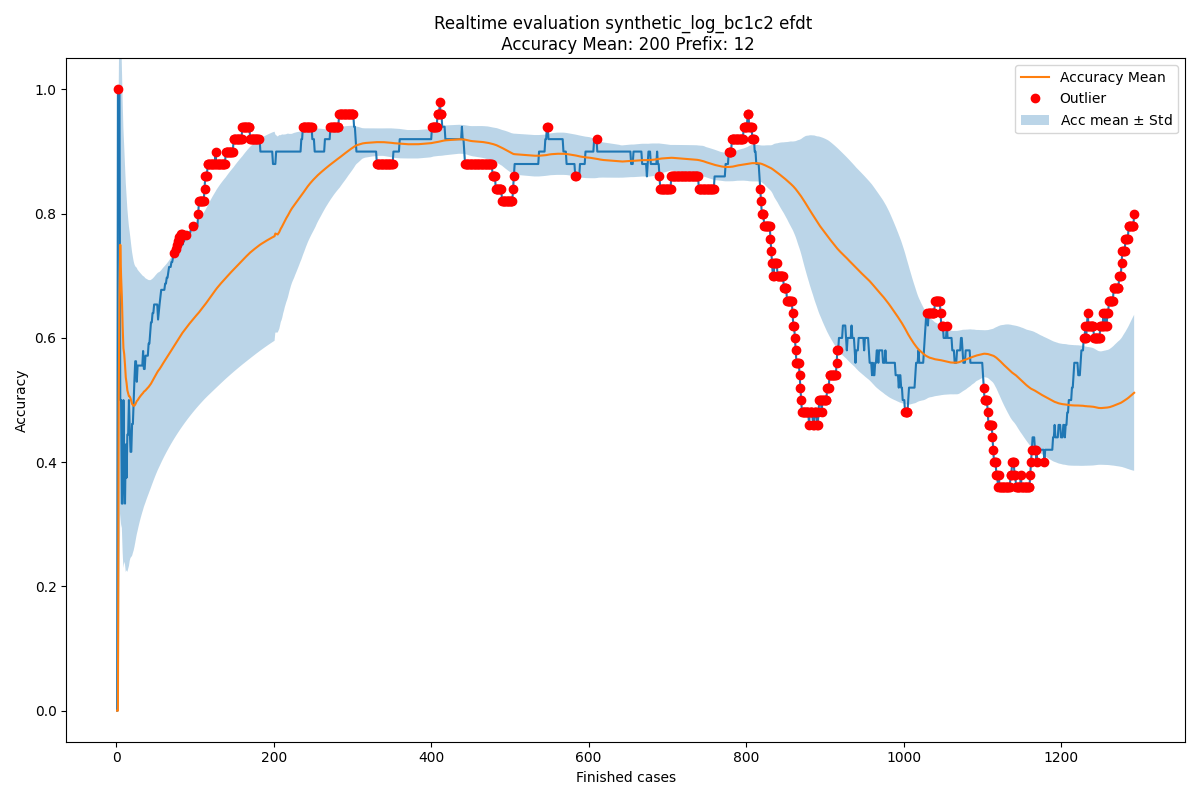 Realtime evaluation synthetic_log_bc1c2 efdt
Accuracy Mean: 200 Prefix: 12
Accuracy Mean
Outlier
Acc mean ± Std
Accuracy
1.0
0.8
0.6
0.4
0.2
0.0
0
200
400
600
800
1000
1200
Finished cases